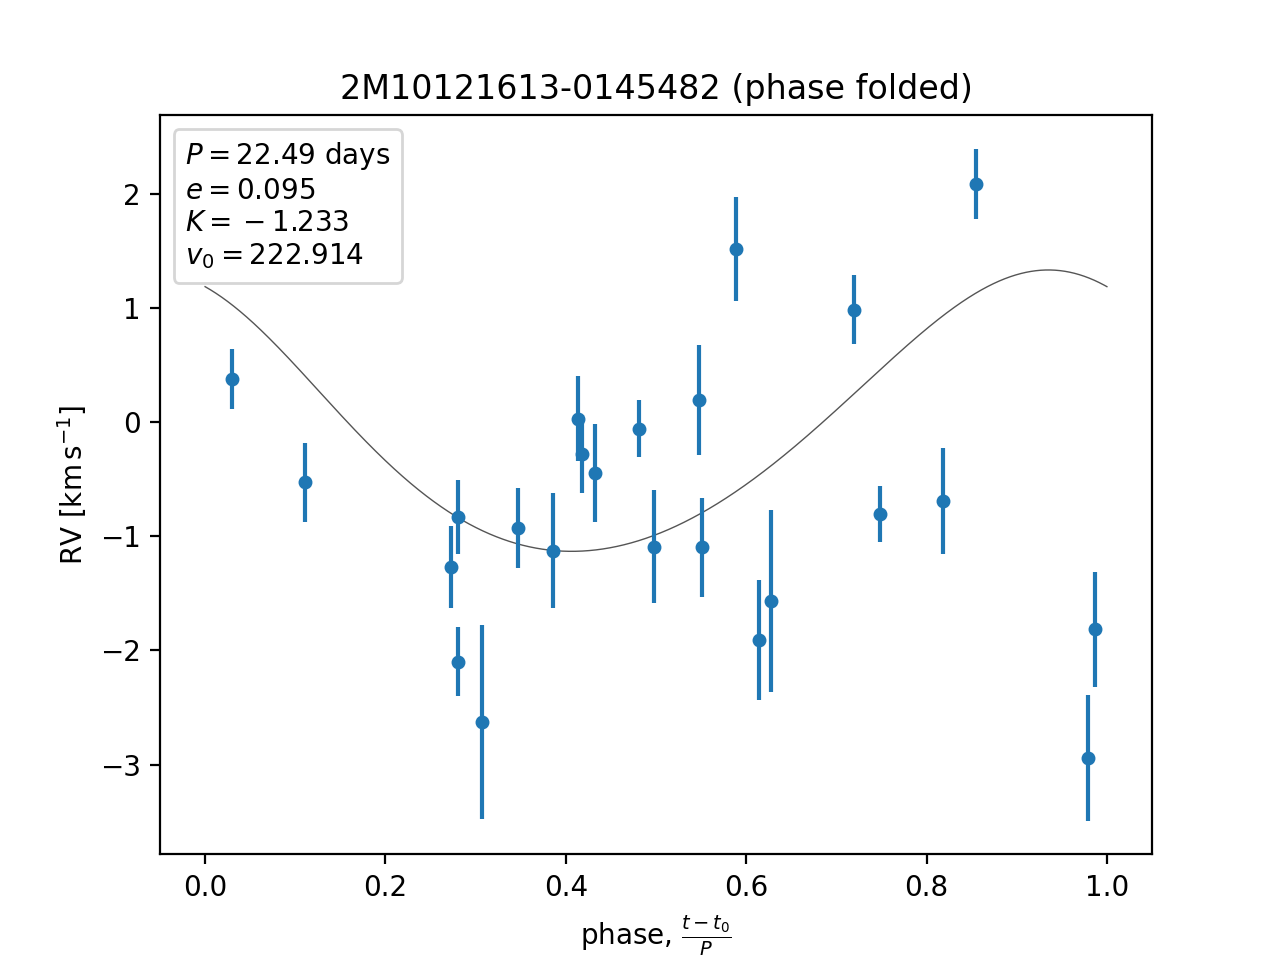 2M10121613-0145482 (phase folded)
P = 22.49 days
e = 0.095
K = −1.233
v₀ = 222.914
RV [km s⁻¹]
2
1
0
−1
−2
−3
0.0 0.2 0.4 0.6 0.8 1.0
phase, (t − t₀)/P